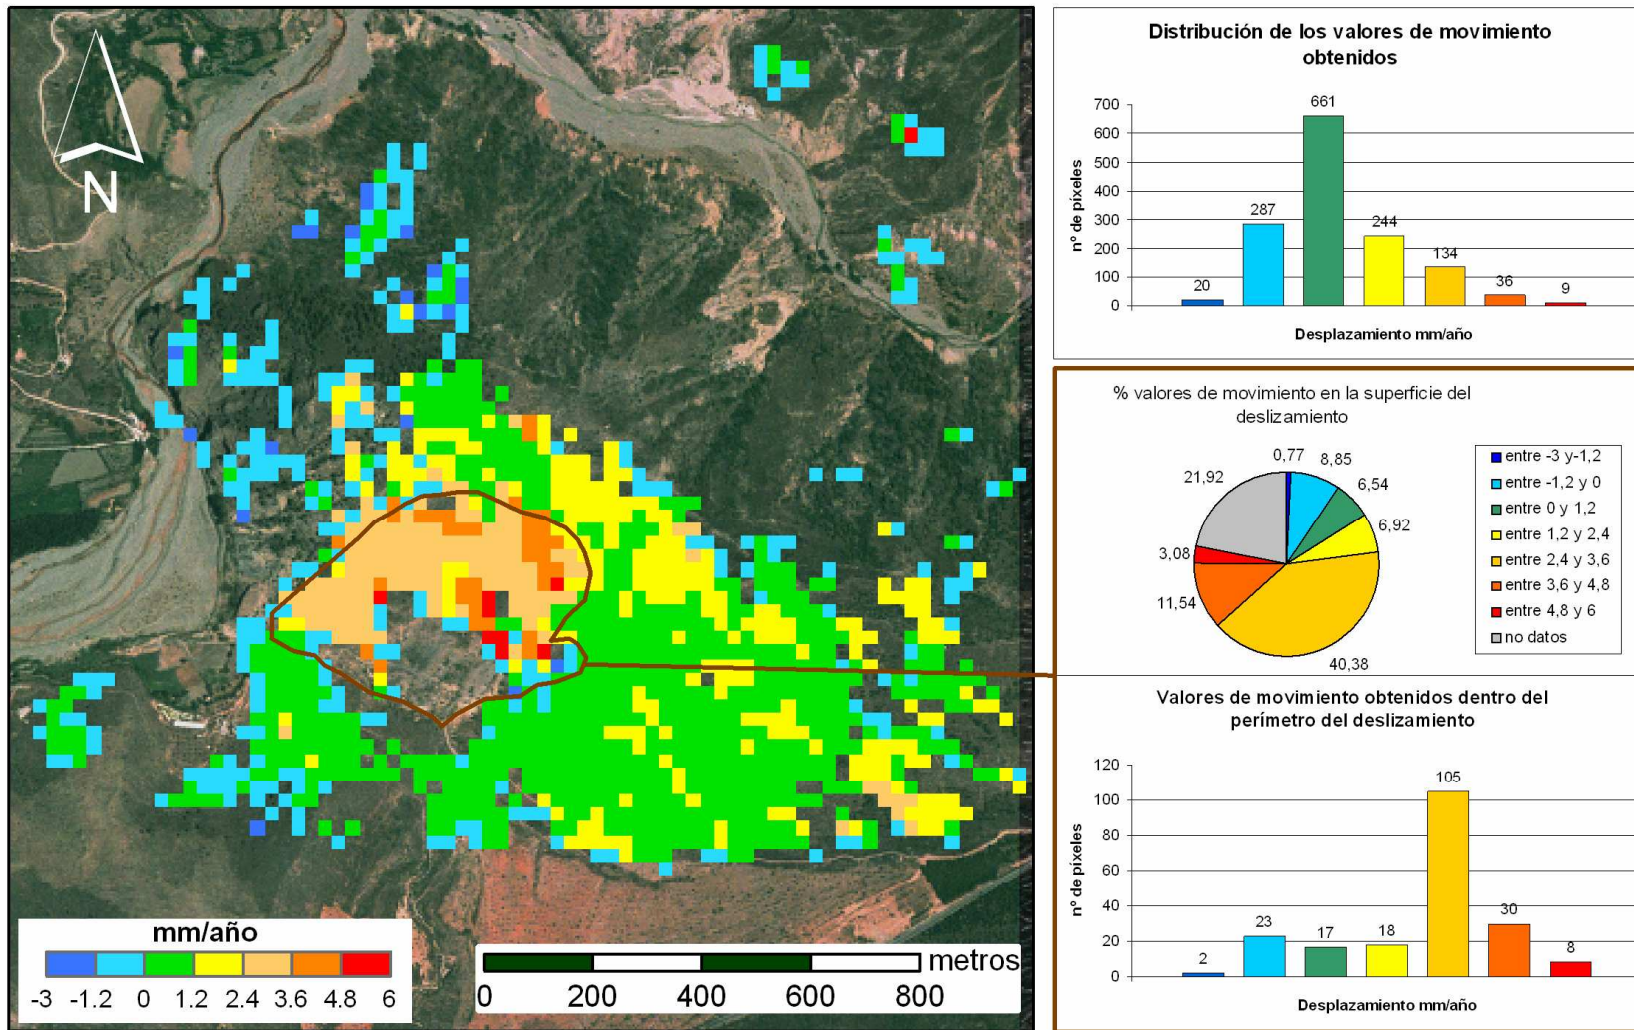 N
mm/año
-3 -1.2 0 1.2 2.4 3.6 4.8 6
metros
0 200 400 600 800
Distribución de los valores de movimiento
obtenidos
nº de píxeles
700
600
500
400
300
200
100
0
20
287
661
244
134
36
9
Desplazamiento mm/año
% valores de movimiento en la superficie del
deslizamiento
0,77
8,85
6,54
6,92
40,38
11,54
3,08
21,92
entre -3 y-1,2
entre -1,2 y 0
entre 0 y 1,2
entre 1,2 y 2,4
entre 2,4 y 3,6
entre 3,6 y 4,8
entre 4,8 y 6
no datos
Valores de movimiento obtenidos dentro del
perímetro del deslizamiento
nº de píxeles
120
100
80
60
40
20
0
2
23
17
18
105
30
8
Desplazamiento mm/año